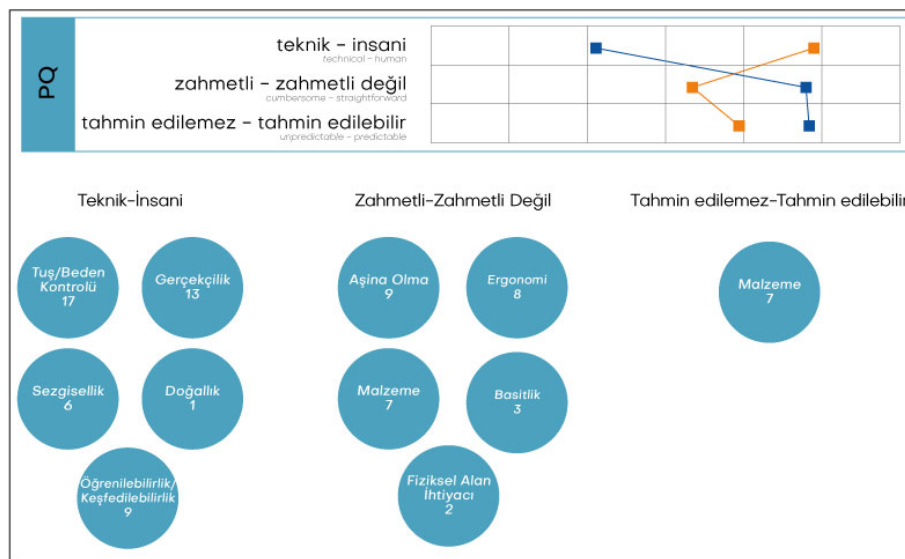 PQ
teknik - insani
technical - human
zahmetli - zahmetli değil
cumbersome - straightforward
tahmin edilemez - tahmin edilebilir
unpredictable - predictable
Teknik-İnsani
Zahmetli-Zahmetli Değil
Tahmin edilemez-Tahmin edilebilir
Tuş/Beden
Kontrolü
17
Gerçekçilik
13
Aşina Olma
9
Ergonomi
8
Malzeme
7
Sezgisellik
6
Doğallık
1
Malzeme
7
Basitlik
3
Öğrenilebilirlik/
Keşfedilebilirlik
9
Fiziksel Alan
İhtiyacı
2